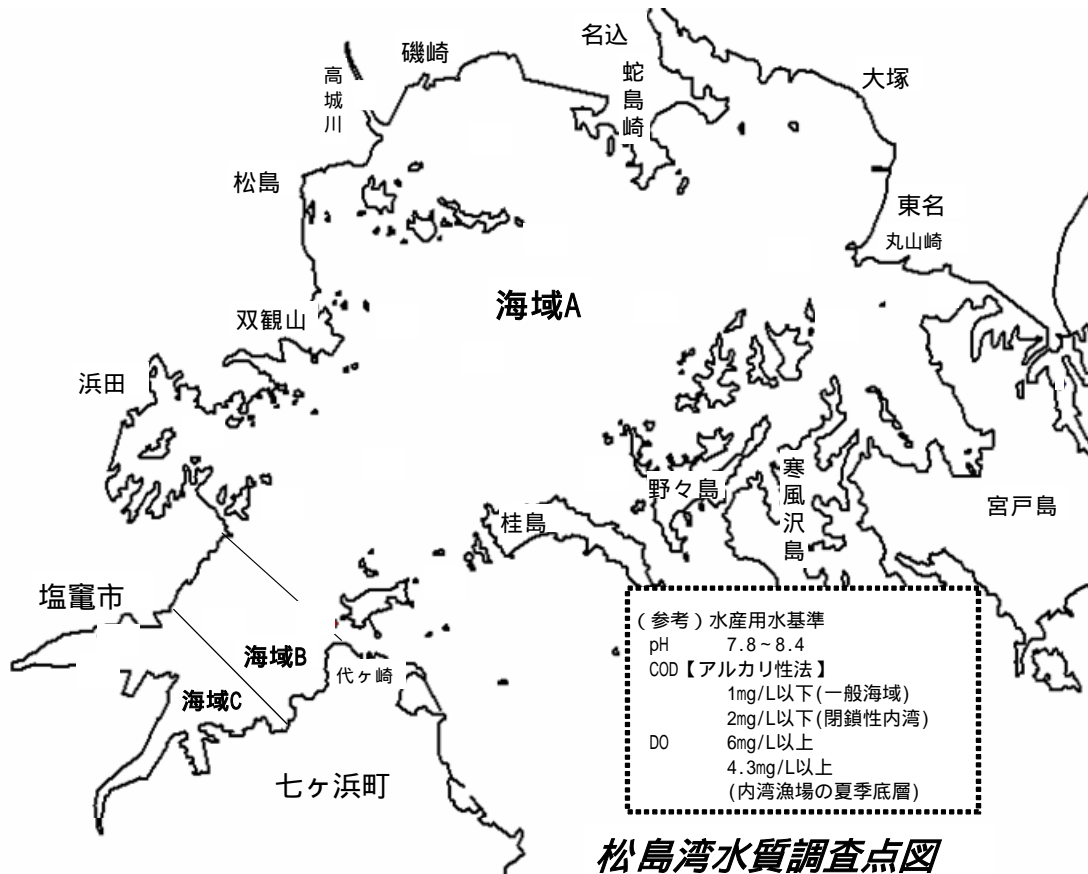 名込
磯崎
大塚
蛇島崎
高城川
松島
東名
丸山崎
海域A
双観山
浜田
野々島
寒風沢島
宮戸島
桂島
塩竈市
海域B
代ヶ崎
海域C
七ヶ浜町
(参考)水産用水基準
pH 7.8~8.4
COD【アルカリ性法】
1mg/L以下(一般海域)
2mg/L以下(閉鎖性内湾)
DO 6mg/L以上
4.3mg/L以上
(内湾漁場の夏季底層)
松島湾水質調査点図